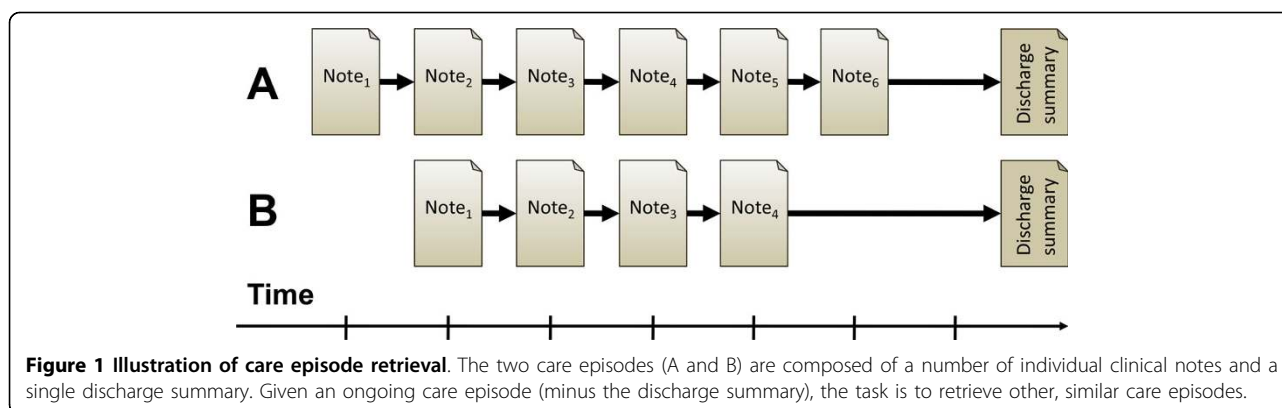 A
Note₁
Note₂
Note₃
Note₄
Note₅
Note₆
Discharge
summary
B
Note₁
Note₂
Note₃
Note₄
Discharge
summary
Time
Figure 1 Illustration of care episode retrieval. The two care episodes (A and B) are composed of a number of individual clinical notes and a
single discharge summary. Given an ongoing care episode (minus the discharge summary), the task is to retrieve other, similar care episodes.